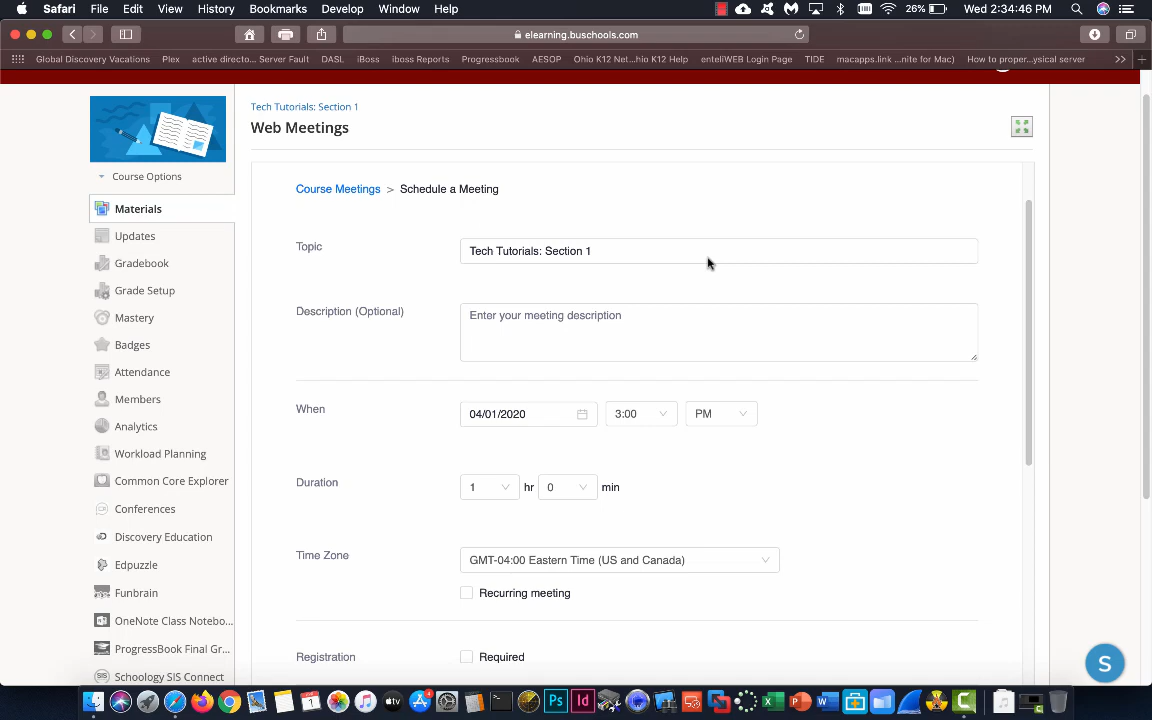 Safari File Edit View History Bookmarks Develop Window Help 26% Wed 2:34:46 PM
elearning.buschools.com
Global Discovery Vacations Plex active directo... Server Fault DASL iBoss iboss Reports Progressbook AESOP Ohio K12 Net...hio K12 Help enteliWEB Login Page TIDE macapps.link ...nite for Mac) How to proper...ysical server >> +
Tech Tutorials: Section 1
Web Meetings
Course Options
Course Meetings > Schedule a Meeting
Materials
Updates
Topic Tech Tutorials: Section 1
Gradebook
Grade Setup
Description (Optional) Enter your meeting description
Mastery
Badges
Attendance
Members
When 04/01/2020 3:00 PM
Analytics
Workload Planning
Common Core Explorer
Duration 1 hr 0 min
Conferences
Discovery Education
Time Zone GMT-04:00 Eastern Time (US and Canada)
Edpuzzle
Funbrain
Recurring meeting
OneNote Class Notebo...
ProgressBook Final Gr...
Registration Required
Schoology SIS Connect
S
Ps Id